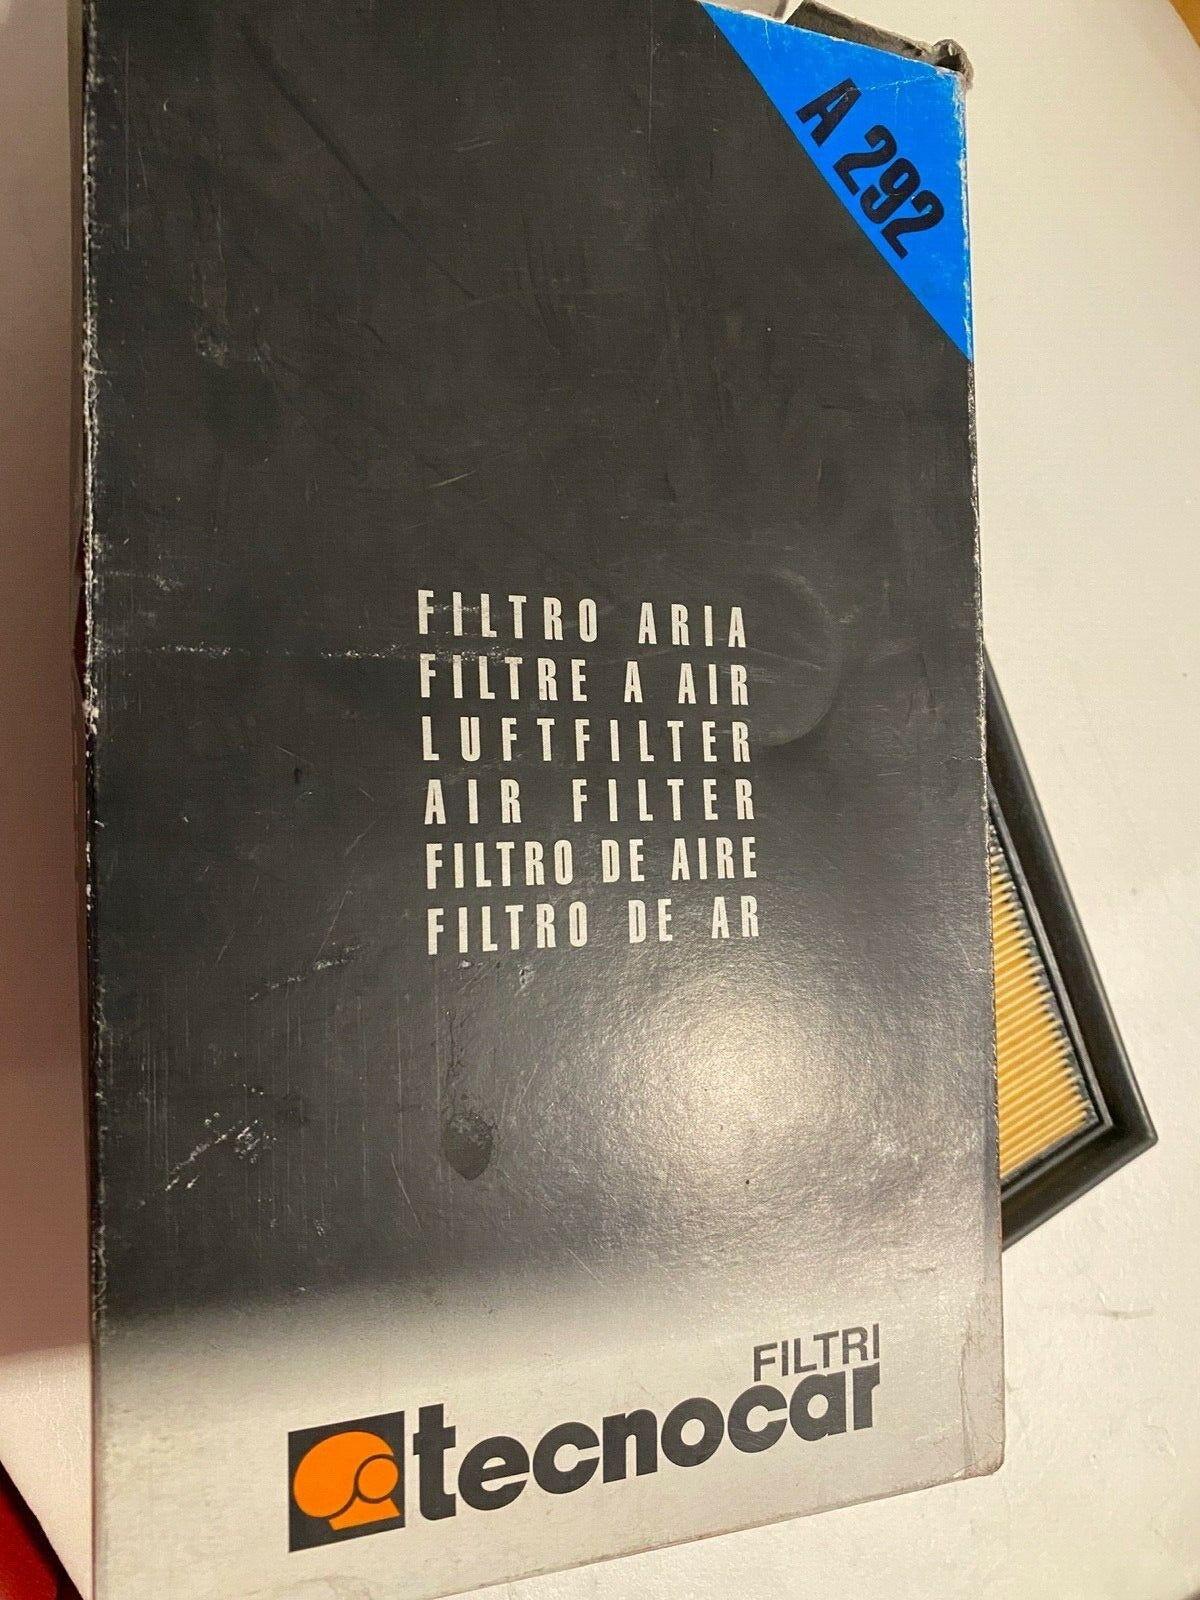 A 292
FILTRO ARIA
FILTRE A AIR
LUFTFILTER
AIR FILTER
FILTRO DE AIRE
FILTRO DE AR
FILTRI
tecnocar